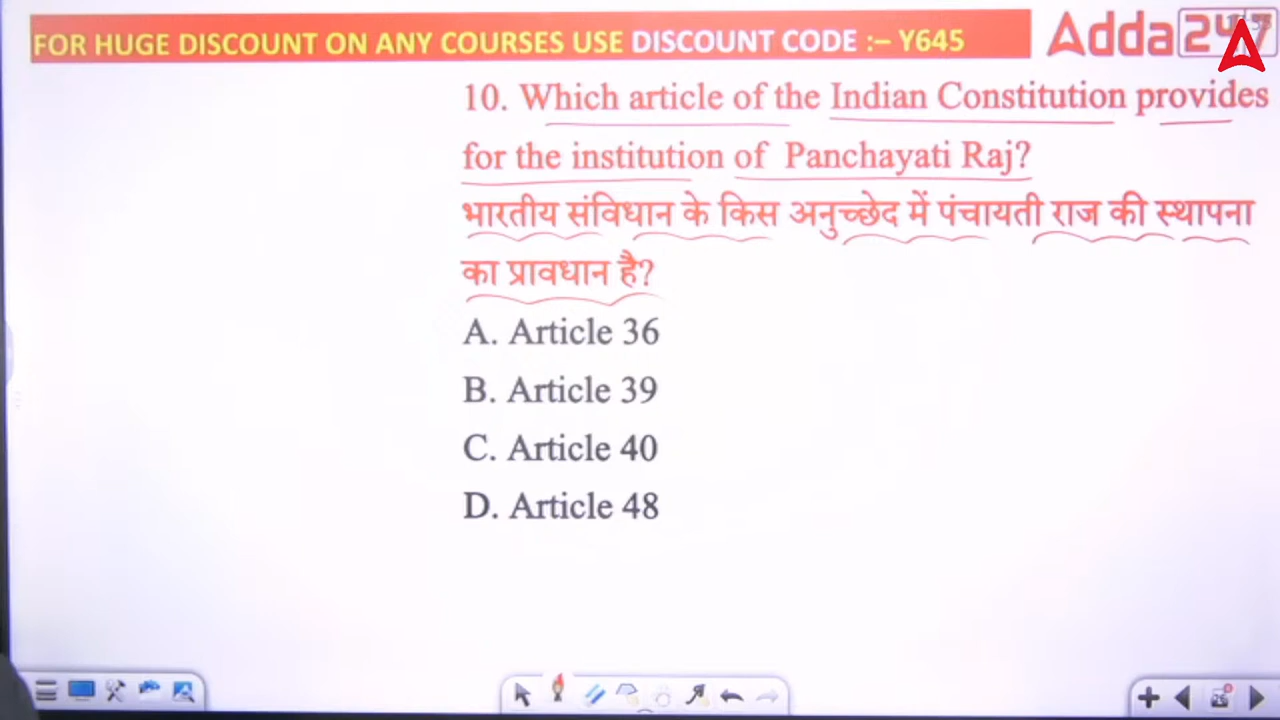 FOR HUGE DISCOUNT ON ANY COURSES USE DISCOUNT CODE :– Y645
Adda247
10. Which article of the Indian Constitution provides
for the institution of Panchayati Raj?
भारतीय संविधान के किस अनुच्छेद में पंचायती राज की स्थापना
का प्रावधान है?
A. Article 36
B. Article 39
C. Article 40
D. Article 48